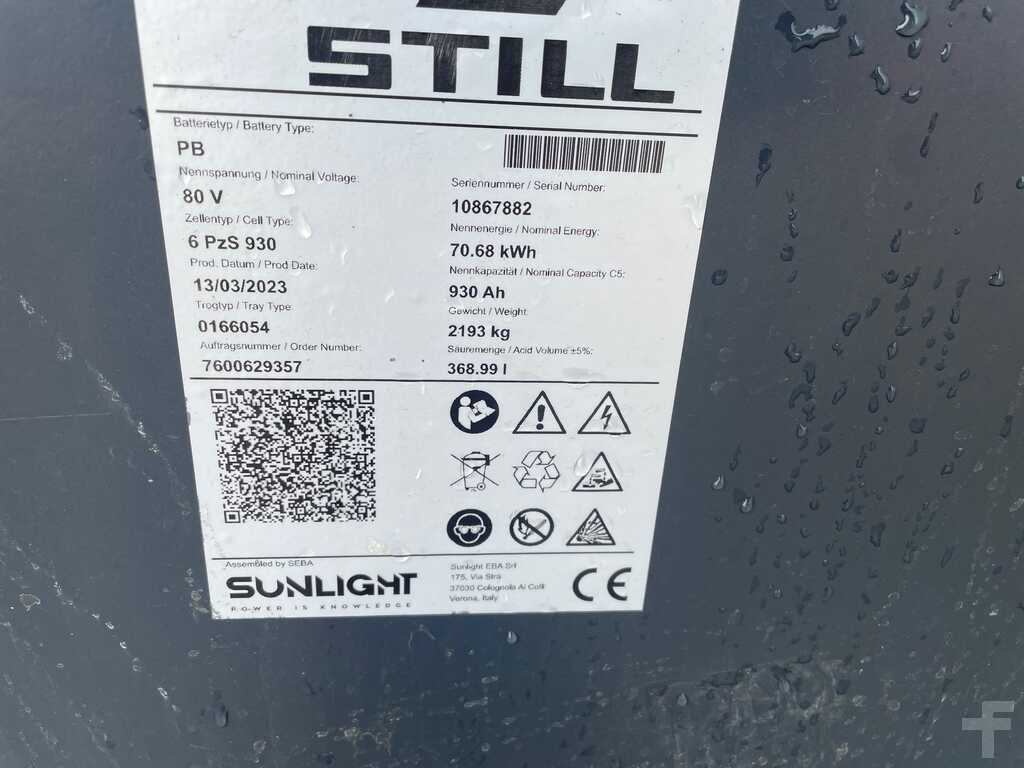 STILL
Batterietyp / Battery Type:
PB
Nennspannung / Nominal Voltage:
80 V
Zellentyp / Cell Type:
6 PzS 930
Prod. Datum / Prod Date:
13/03/2023
Trogtyp / Tray Type
0166054
Auftragsnummer / Order Number:
7600629357
Seriennummer / Serial Number:
10867882
Nennenergie / Nominal Energy:
70.68 kWh
Nennkapazität / Nominal Capacity C5:
930 Ah
Gewicht / Weight:
2193 kg
Säuremenge / Acid Volume ±5%:
368.99 l
Assembled by SEBA
SUNLIGHT
POWER IS KNOWLEDGE
Sunlight EBA Srl
175, Via Stra
37030 Colognola Ai Colli
Verona, Italy
CE